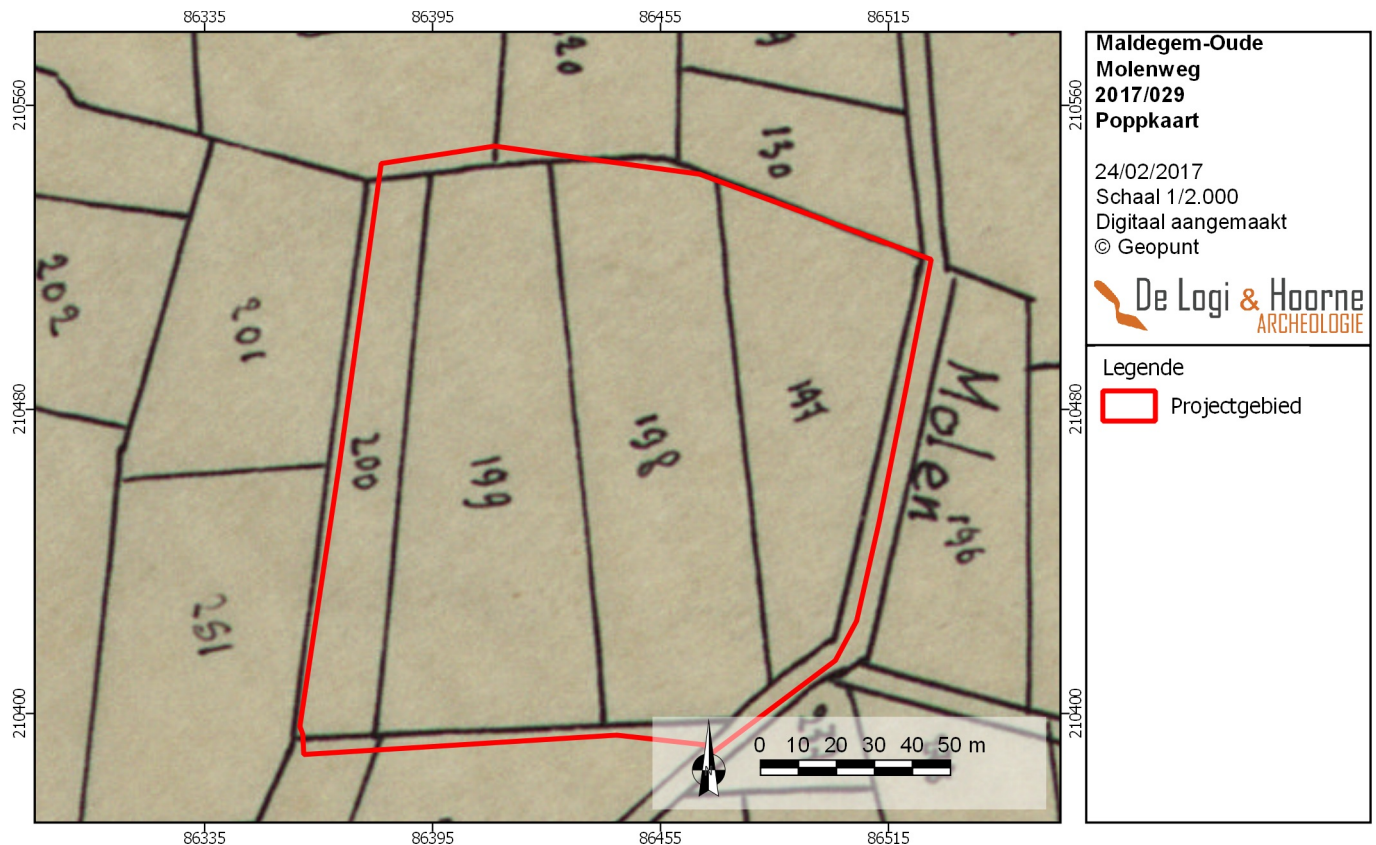 86335 86395 86455 86515
210560
210480
210400
20
130
202
201
200
199
198
197
Molen
196
251
0 10 20 30 40 50 m
N
210560
210480
210400
86335 86395 86455 86515
Maldegem-Oude
Molenweg
2017/029
Poppkaart
24/02/2017
Schaal 1/2.000
Digitaal aangemaakt
© Geopunt
De Logi & Hoorne
ARCHEOLOGIE
Legende
Projectgebied